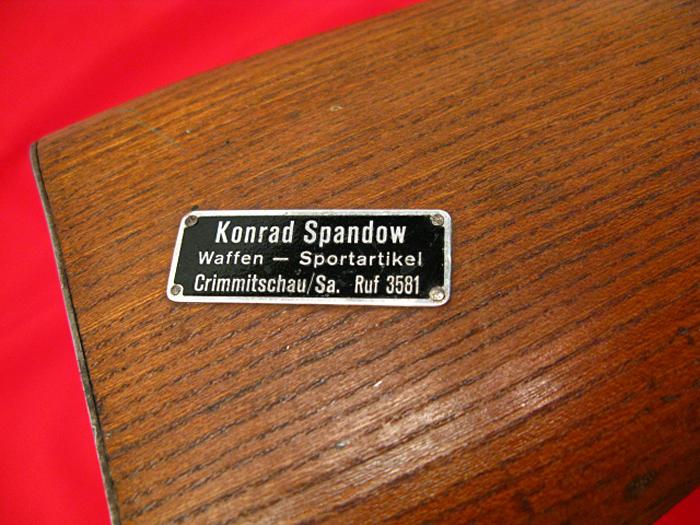 Konrad Spandow
Waffen — Sportartikel
Crimmitschau/Sa. Ruf 3581